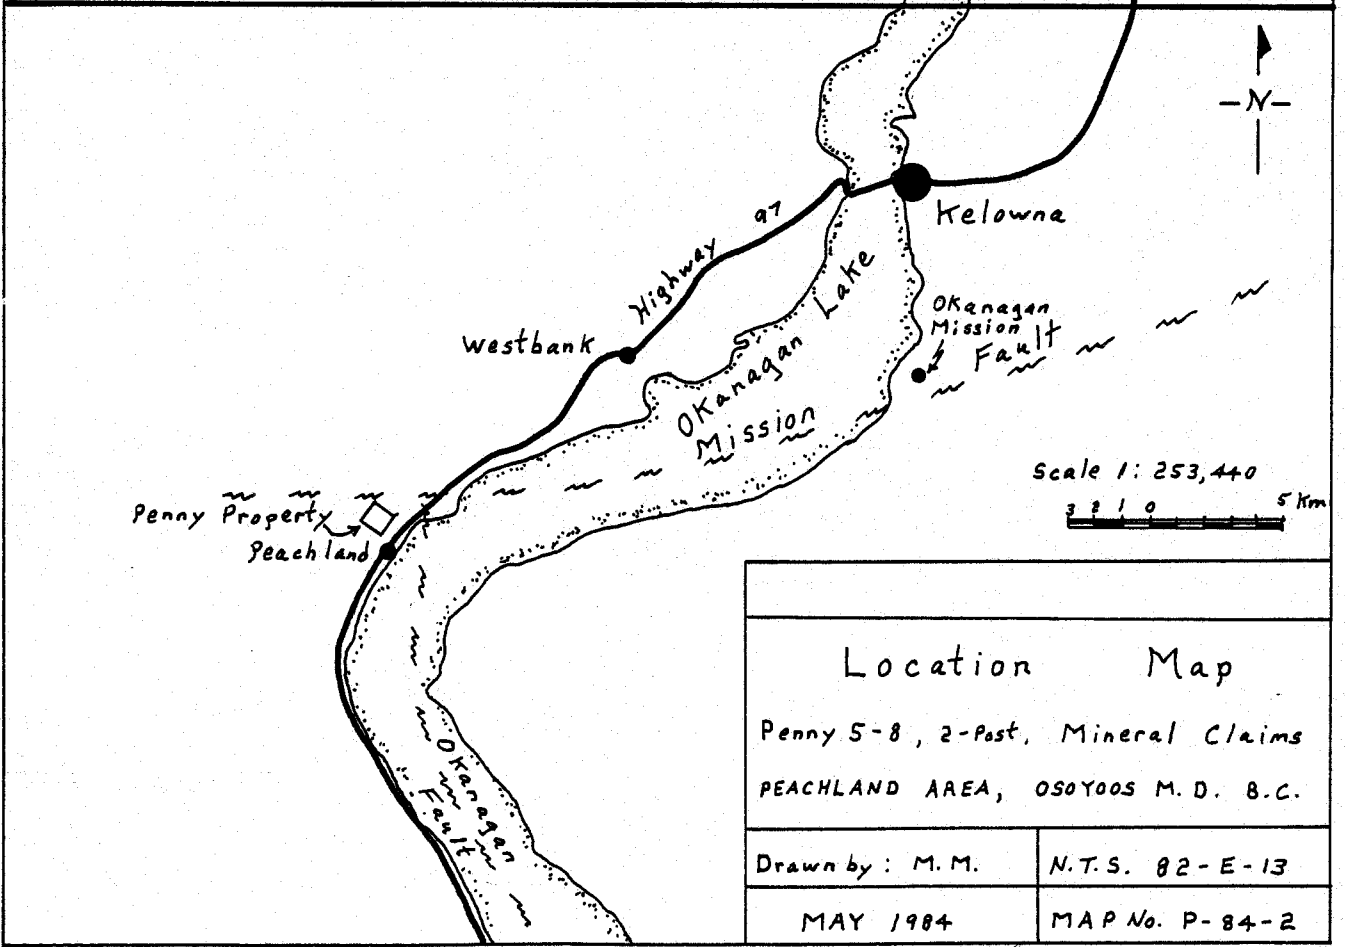 N
Kelowna
Highway 97
Okanagan Lake
Westbank
Okanagan
Mission
Mission Fault
Scale 1: 253,440
3 2 1 0 5 Km
Penny Property
Peachland
Okanagan
Fault
Location Map
Penny 5-8, 2-Post, Mineral Claims
PEACHLAND AREA, OSOYOOS M.D. B.C.
Drawn by: M.M.
N.T.S. 82-E-13
MAY 1984
MAP No. P-84-2